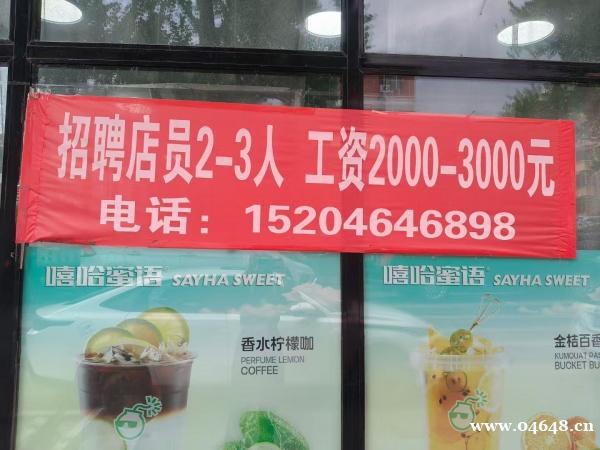 招聘店员2-3人 工资2000-3000元
电话：15204646898
嘻哈蜜语 SAYHA SWEET
香水柠檬咖
PERFUME LEMON
COFFEE
嘻哈蜜语 SAYHA SWEET
金桔百香
KUMQUAT PAS
BUCKET BU
www.04648.cn